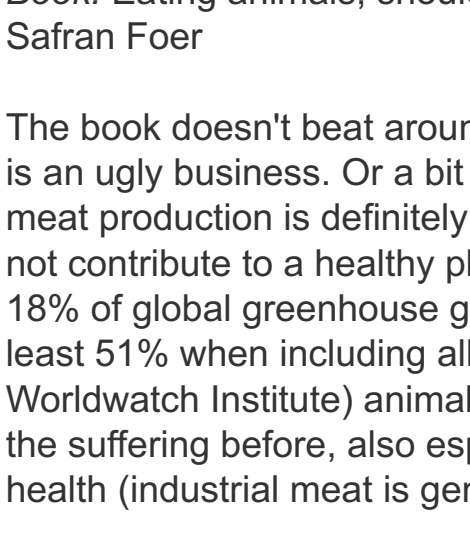 Book: Eating animals, should
Safran Foer
The book doesn't beat around
is an ugly business. Or a bit
meat production is definitely
not contribute to a healthy pl
18% of global greenhouse g
least 51% when including all
Worldwatch Institute) animal
the suffering before, also esp
health (industrial meat is ger